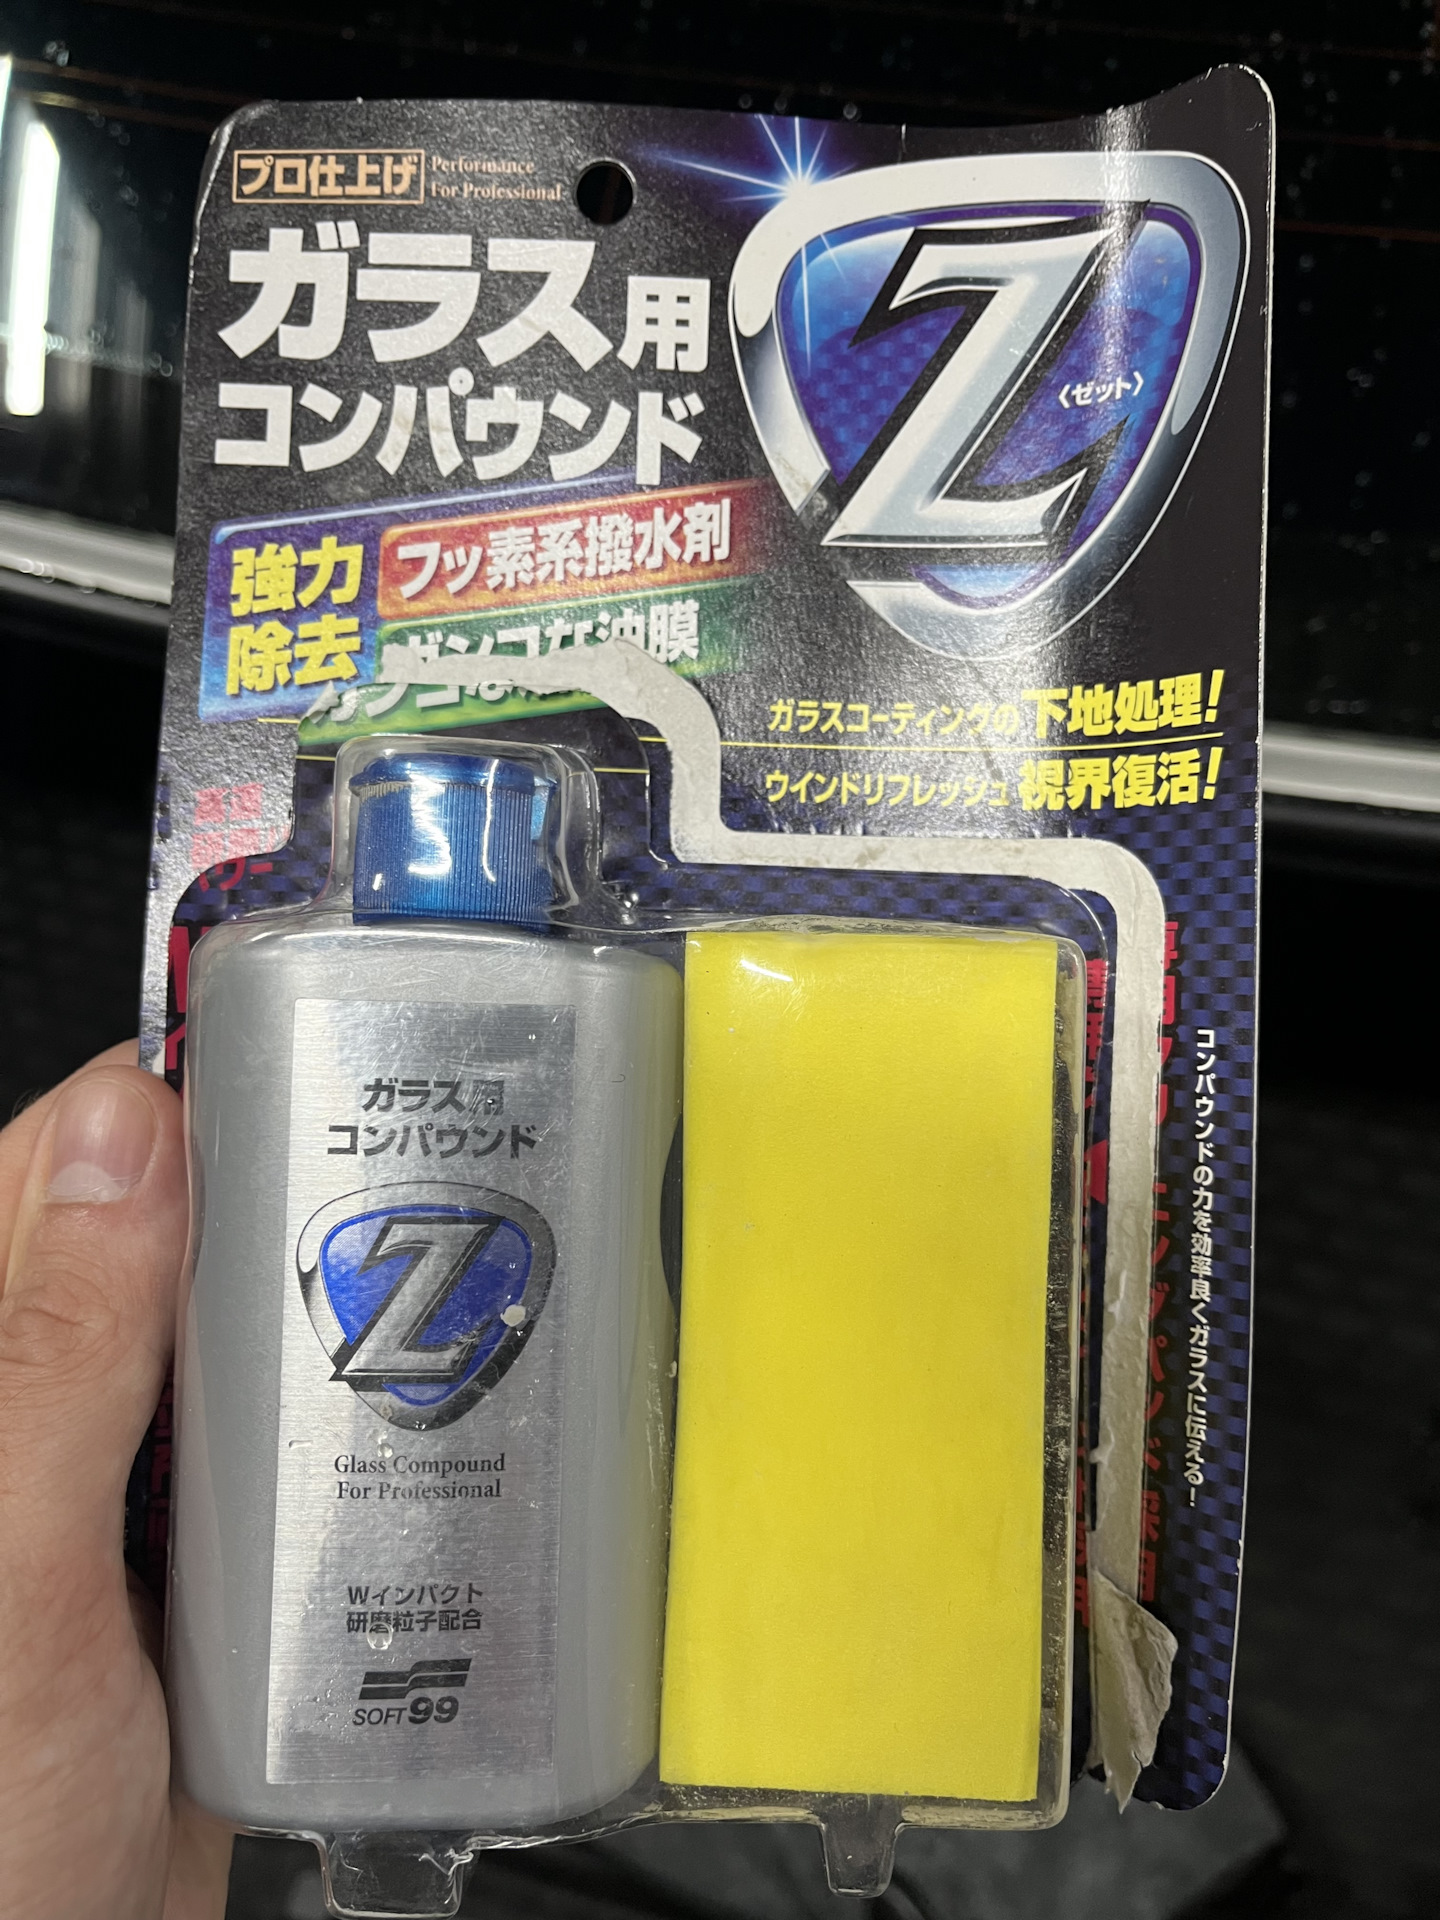 プロ仕上げ
Performance
For Professional
ガラス用
コンパウンド
Z
〈ゼット〉
強力
除去
フッ素系撥水剤
ガンコな油膜
ガラスコーティングの下地処理!
ウインドリフレッシュ視界復活!
コンパウンドの力を効率良くガラスに伝える!
ガラス用
コンパウンド
Z
Glass Compound
For Professional
Wインパクト
研磨粒子配合
SOFT99